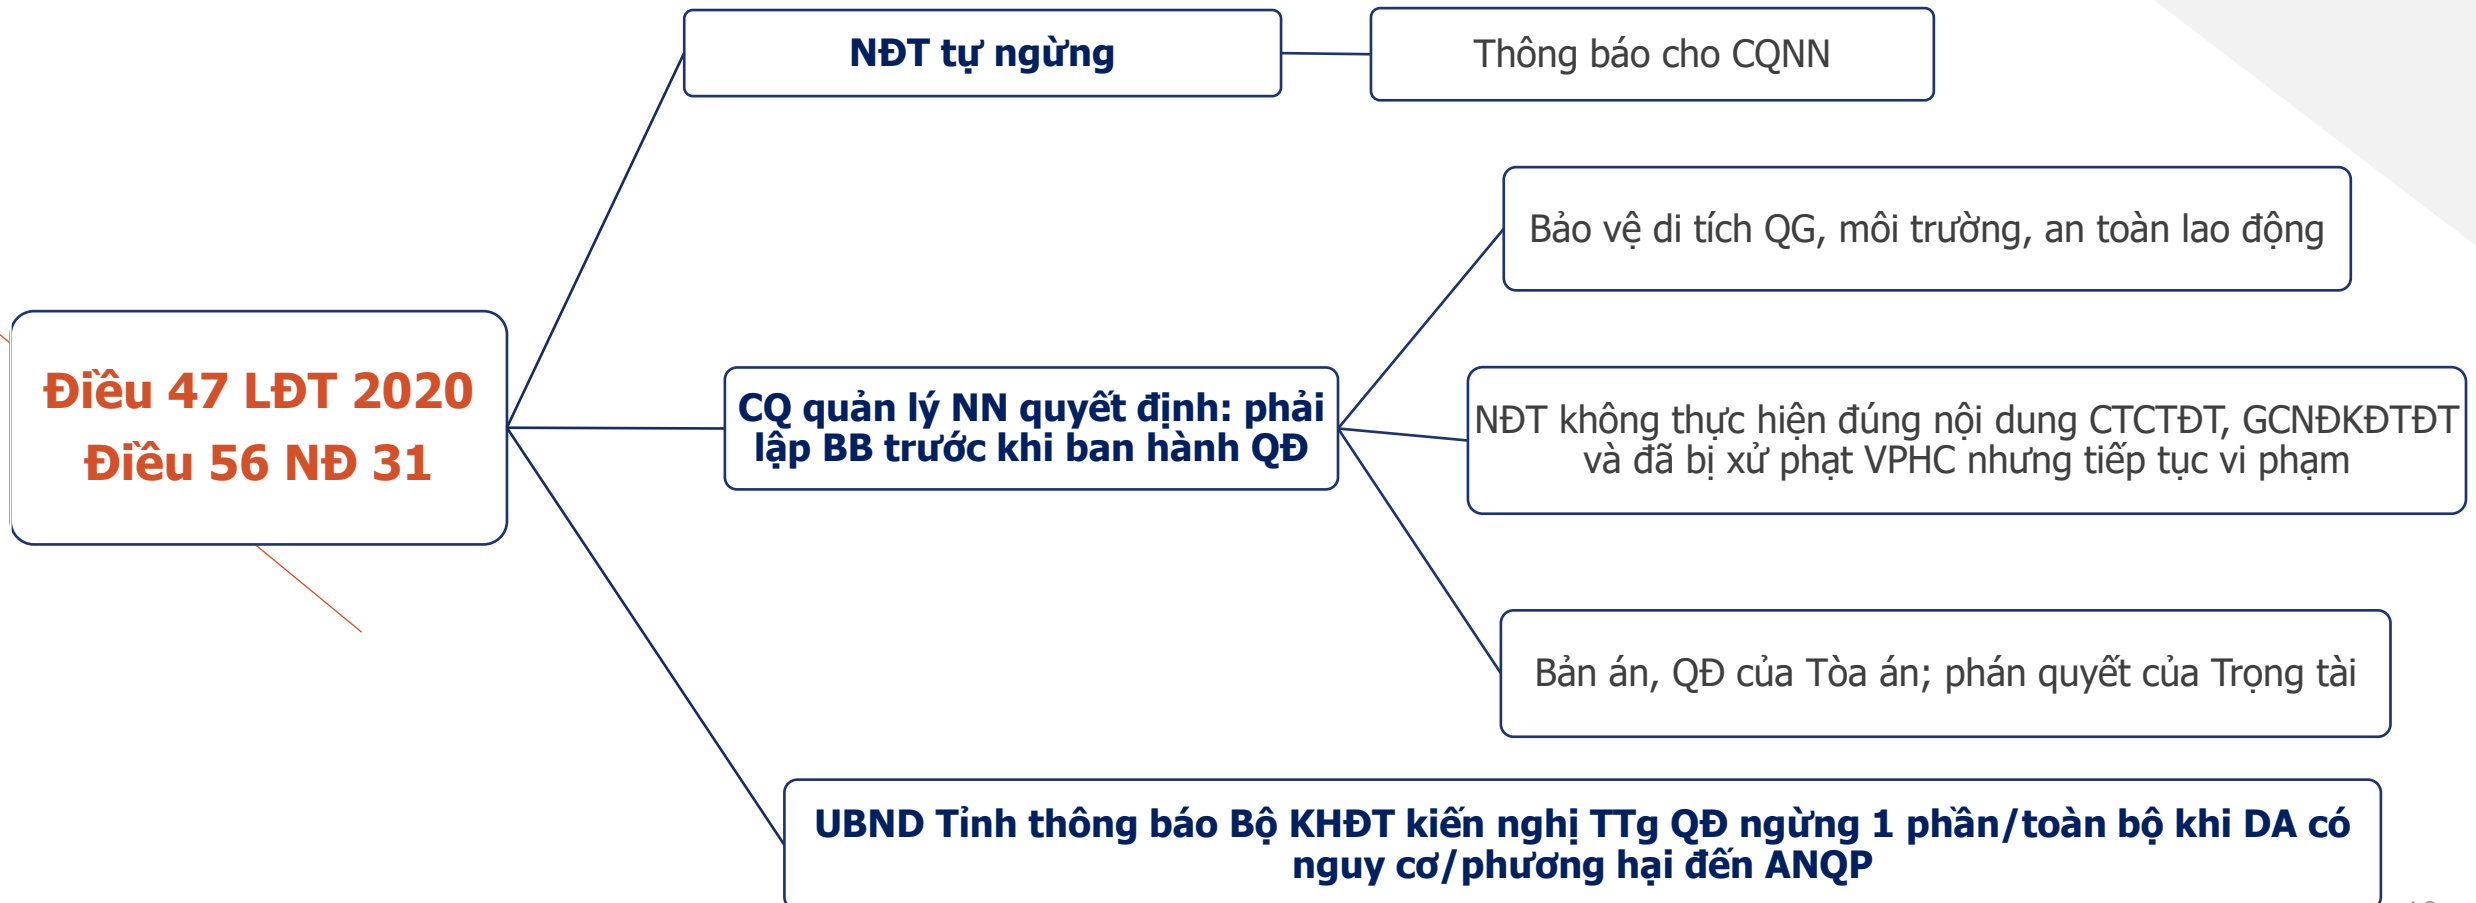 NĐT tự ngừng
Thông báo cho CQNN
Bảo vệ di tích QG, môi trường, an toàn lao động
Điều 47 LĐT 2020
Điều 56 NĐ 31
CQ quản lý NN quyết định: phải
lập BB trước khi ban hành QĐ
NĐT không thực hiện đúng nội dung CTCTĐT, GCNĐKĐTĐT
và đã bị xử phạt VPHC nhưng tiếp tục vi phạm
Bản án, QĐ của Tòa án; phán quyết của Trọng tài
UBND Tỉnh thông báo Bộ KHĐT kiến nghị TTg QĐ ngừng 1 phần/toàn bộ khi DA có
nguy cơ/phương hại đến ANQP